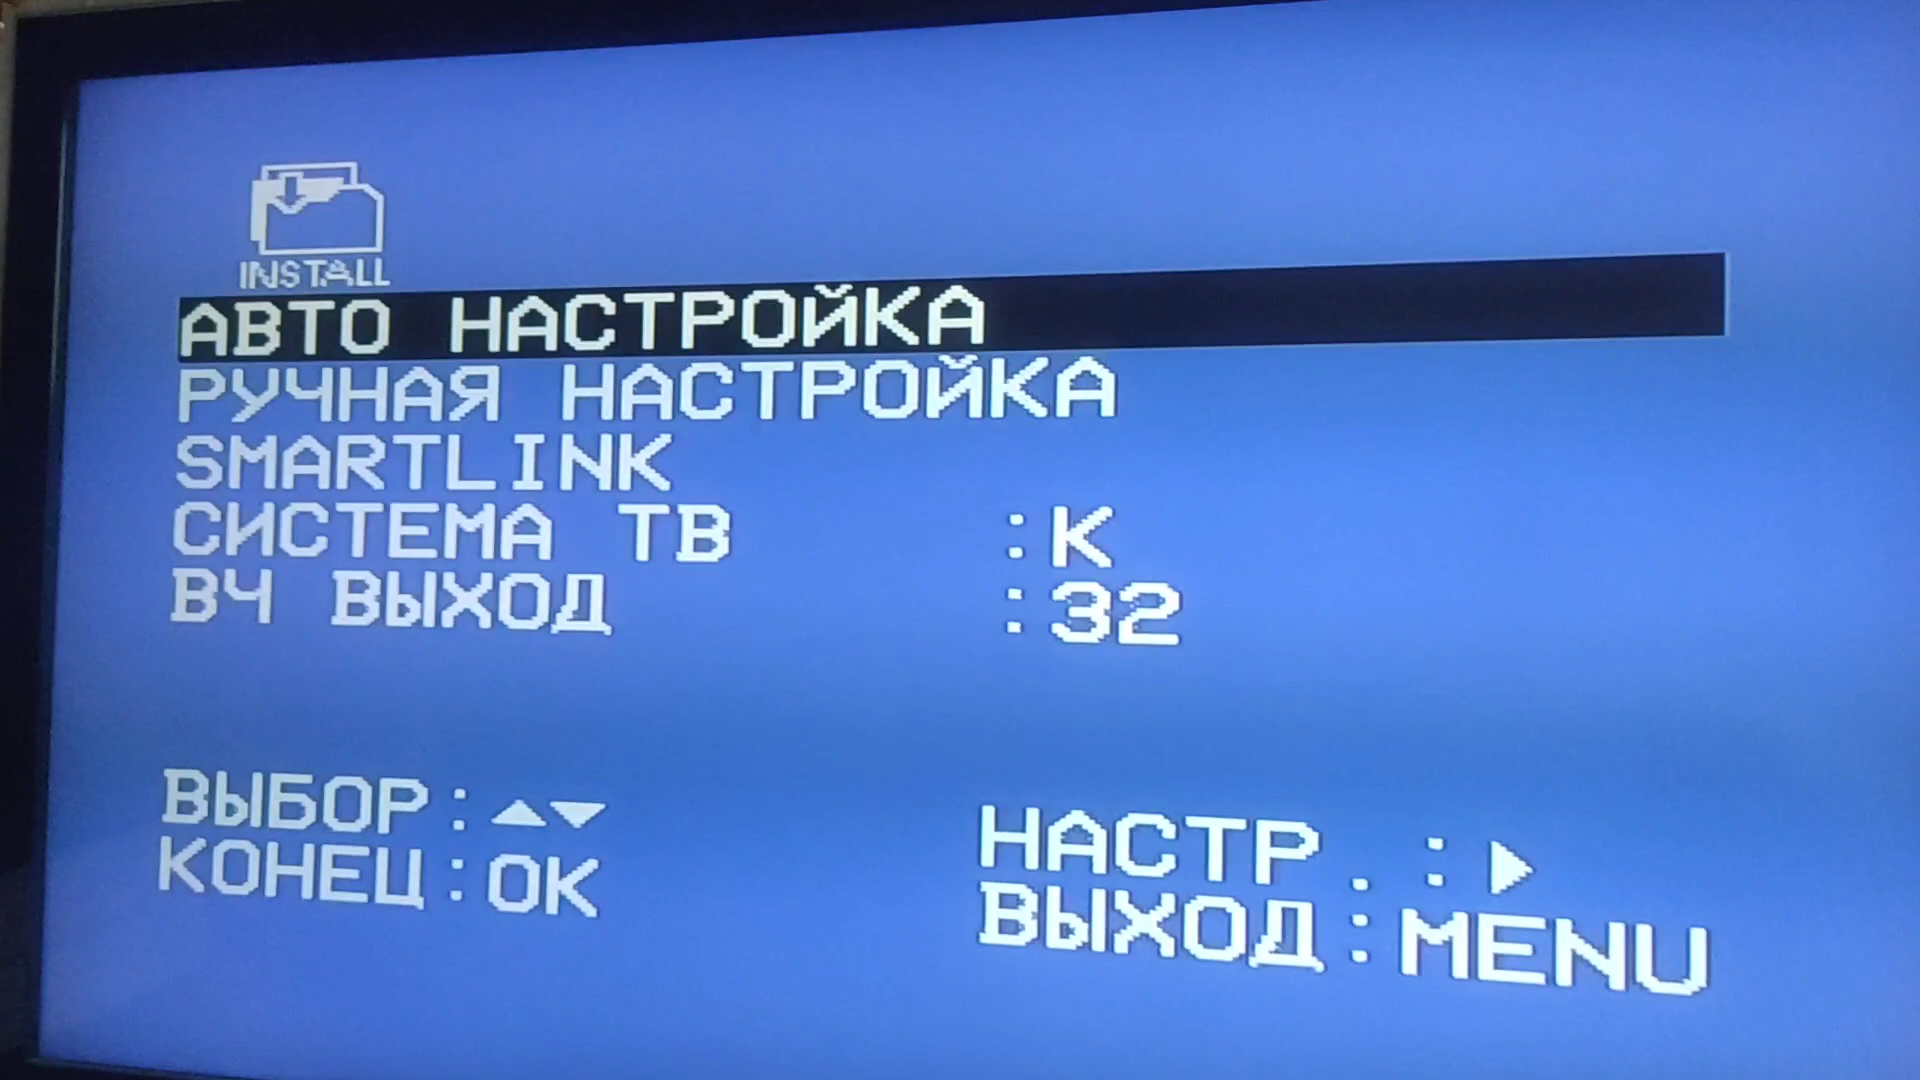 INSTALL
АВТО НАСТРОЙКА
РУЧНАЯ НАСТРОЙКА
SMARTLINK
СИСТЕМА ТВ :K
ВЧ ВЫХОД :32
ВЫБОР:▲▼ НАСТР. :▶
КОНЕЦ:OK ВЫХОД:MENU